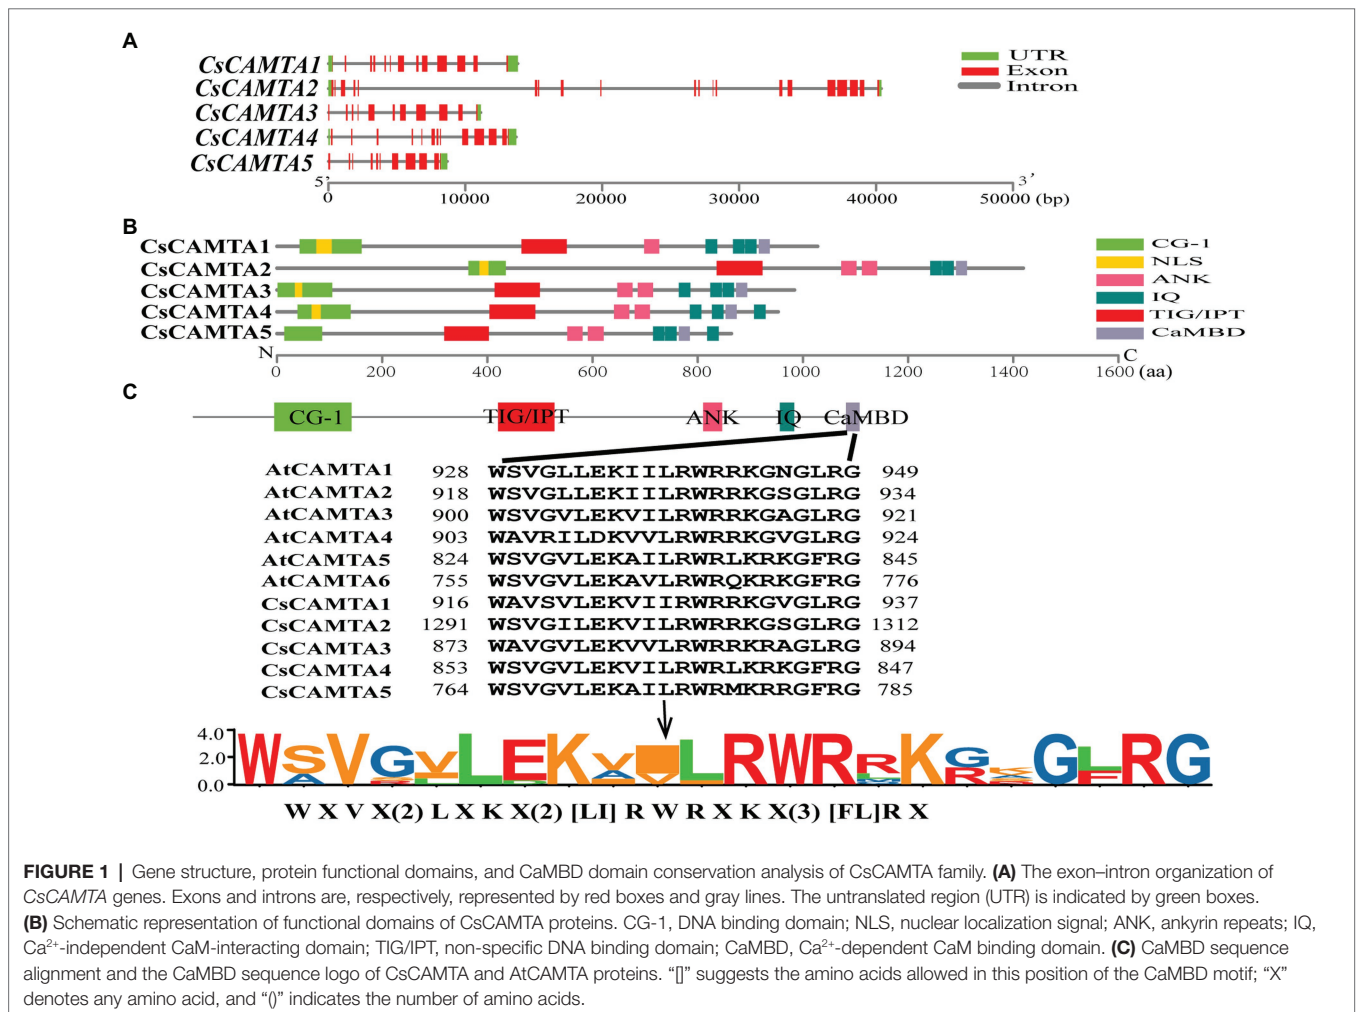 A
CsCAMTA1
CsCAMTA2
CsCAMTA3
CsCAMTA4
CsCAMTA5
UTR
Exon
Intron
5’ 3’
0 10000 20000 30000 40000 50000 (bp)
B
CsCAMTA1
CsCAMTA2
CsCAMTA3
CsCAMTA4
CsCAMTA5
CG-1
NLS
ANK
IQ
TIG/IPT
CaMBD
N C
0 200 400 600 800 1000 1200 1400 1600 (aa)
C
CG-1 TIG/IPT ANK IQ CaMBD
AtCAMTA1 928 WSVGLLEKIILRWRRKGNGLRG 949
AtCAMTA2 918 WSVGLLEKIILRWRRKGSGLRG 934
AtCAMTA3 900 WSVGVLEKVILRWRRKGAGLRG 921
AtCAMTA4 903 WAVRILDKVVLRWRRKGVGLRG 924
AtCAMTA5 824 WSVGVLEKAILRWRLKRKGFRG 845
AtCAMTA6 755 WSVGVLEKAVLRWRQKRKGFRG 776
CsCAMTA1 916 WAVSVLEKVIIRWRRKGVGLRG 937
CsCAMTA2 1291 WSVGILEKVILRWRRKGSGLRG 1312
CsCAMTA3 873 WAVGVLEKVVLRWRRKRAGLRG 894
CsCAMTA4 853 WSVGVLEKVILRWRLKRKGFRG 847
CsCAMTA5 764 WSVGVLEKAILRWRMKRRGFRG 785
4.0
2.0
0.0
W X V X(2) L X K X(2) [LI] R W R X K X(3) [FL]R X
FIGURE 1 | Gene structure, protein functional domains, and CaMBD domain conservation analysis of CsCAMTA family. (A) The exon–intron organization of
CsCAMTA genes. Exons and introns are, respectively, represented by red boxes and gray lines. The untranslated region (UTR) is indicated by green boxes.
(B) Schematic representation of functional domains of CsCAMTA proteins. CG-1, DNA binding domain; NLS, nuclear localization signal; ANK, ankyrin repeats; IQ,
Ca²⁺-independent CaM-interacting domain; TIG/IPT, non-specific DNA binding domain; CaMBD, Ca²⁺-dependent CaM binding domain. (C) CaMBD sequence
alignment and the CaMBD sequence logo of CsCAMTA and AtCAMTA proteins. “[]” suggests the amino acids allowed in this position of the CaMBD motif; “X”
denotes any amino acid, and “()” indicates the number of amino acids.